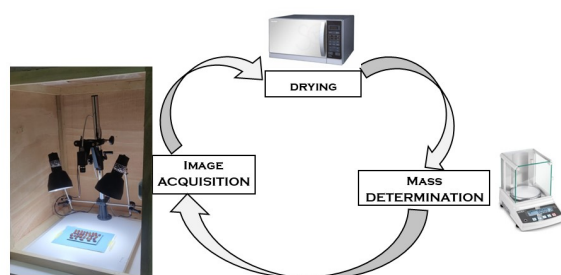 DRYING
IMAGE
ACQUISITION
MASS
DETERMINATION